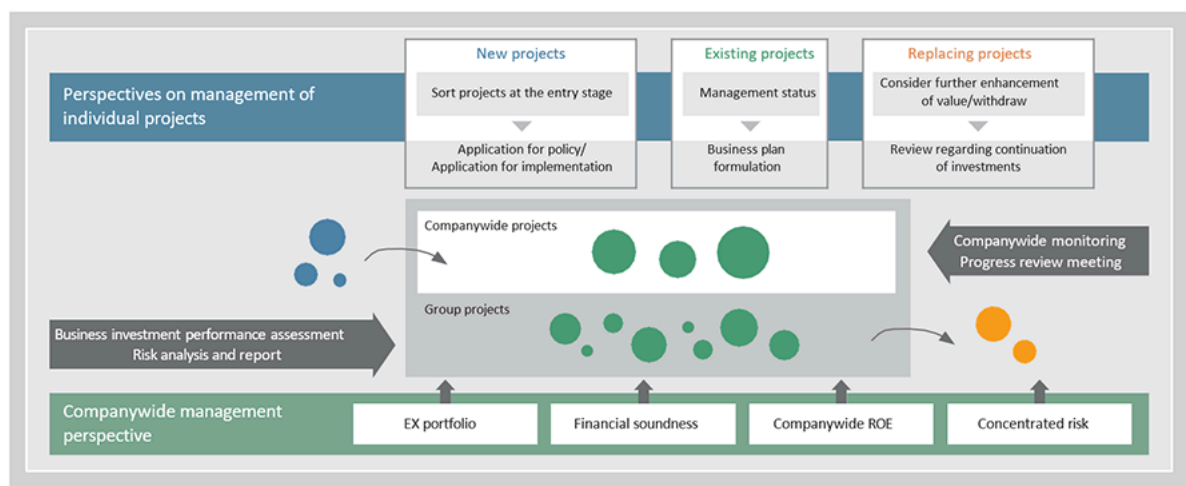 New projects
Existing projects
Replacing projects
Perspectives on management of
individual projects
Sort projects at the entry stage
Management status
Consider further enhancement
of value/withdraw
Application for policy/
Application for implementation
Business plan
formulation
Review regarding continuation
of investments
Companywide projects
Companywide monitoring
Progress review meeting
Group projects
Business investment performance assessment
Risk analysis and report
Companywide management
perspective
EX portfolio
Financial soundness
Companywide ROE
Concentrated risk